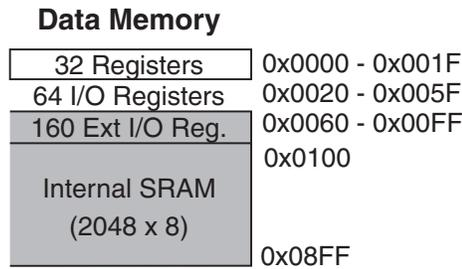 Data Memory
32 Registers 0x0000 - 0x001F
64 I/O Registers 0x0020 - 0x005F
160 Ext I/O Reg. 0x0060 - 0x00FF
0x0100
Internal SRAM
(2048 x 8)
0x08FF